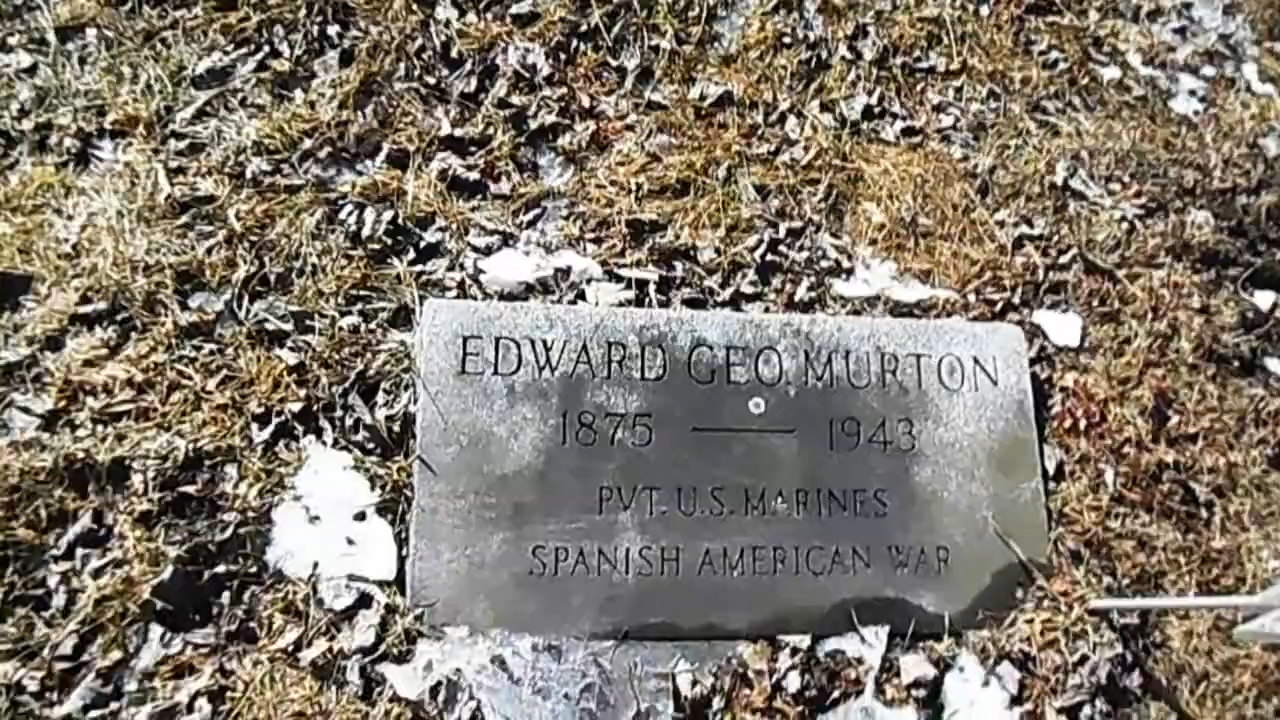 EDWARD GEO. MURTON
1875 — 1943
PVT. U.S. MARINES
SPANISH AMERICAN WAR